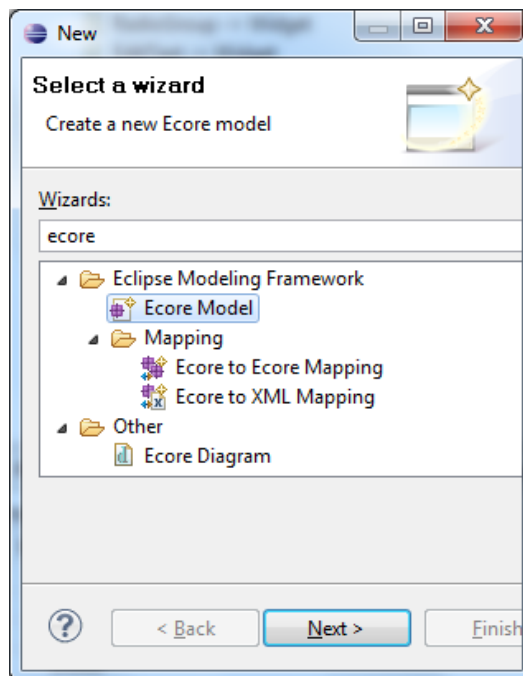 New
Select a wizard
Create a new Ecore model
Wizards:
ecore
Eclipse Modeling Framework
Ecore Model
Mapping
Ecore to Ecore Mapping
Ecore to XML Mapping
Other
Ecore Diagram
? < Back Next > Finish